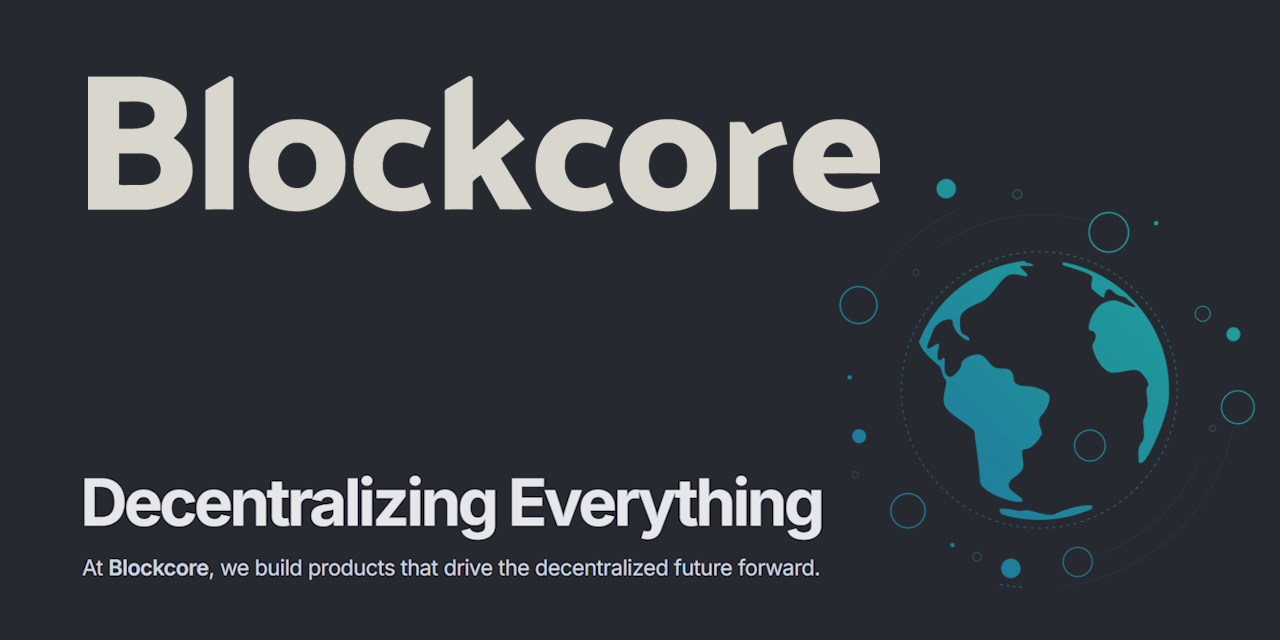 Blockcore
Decentralizing Everything
At Blockcore, we build products that drive the decentralized future forward.